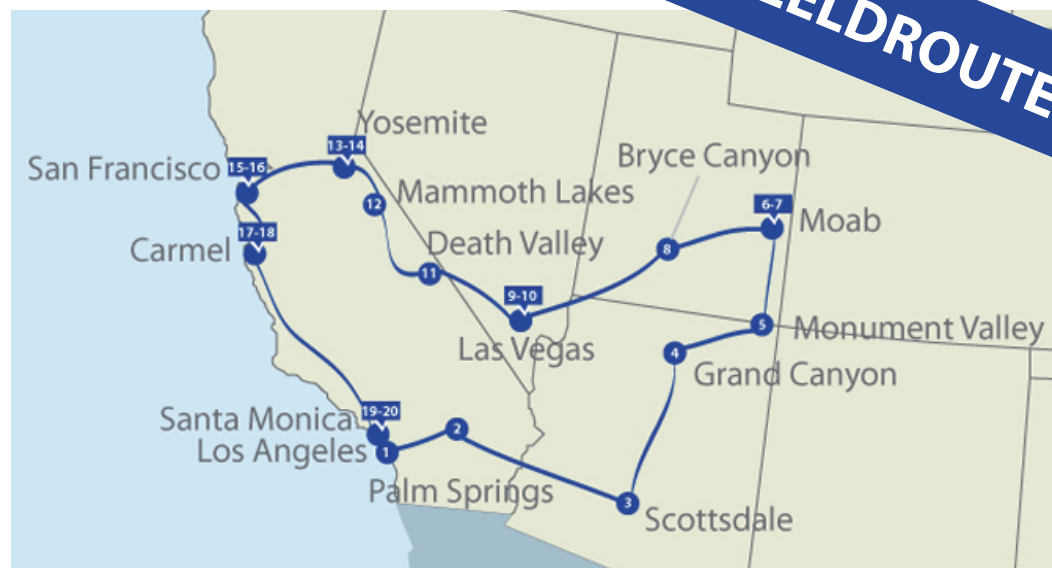 ELDROUTE
Yosemite
13-14
San Francisco
15-16
Bryce Canyon
Mammoth Lakes
12
6-7
Moab
17-18
Carmel
Death Valley
8
11
9-10
Las Vegas
5
Monument Valley
4
Grand Canyon
Santa Monica
19-20
Los Angeles
1
2
Palm Springs
3
Scottsdale